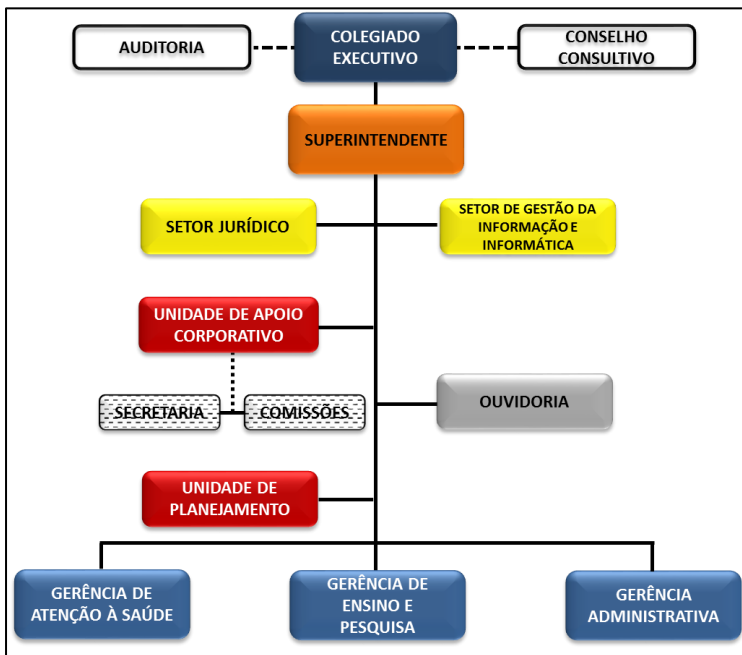 AUDITORIA
COLEGIADO
EXECUTIVO
CONSELHO
CONSULTIVO
SUPERINTENDENTE
SETOR JURÍDICO
SETOR DE GESTÃO DA
INFORMAÇÃO E
INFORMÁTICA
UNIDADE DE APOIO
CORPORATIVO
SECRETARIA
COMISSÕES
OUVIDORIA
UNIDADE DE
PLANEJAMENTO
GERÊNCIA DE
ATENÇÃO À SAÚDE
GERÊNCIA DE
ENSINO E
PESQUISA
GERÊNCIA
ADMINISTRATIVA